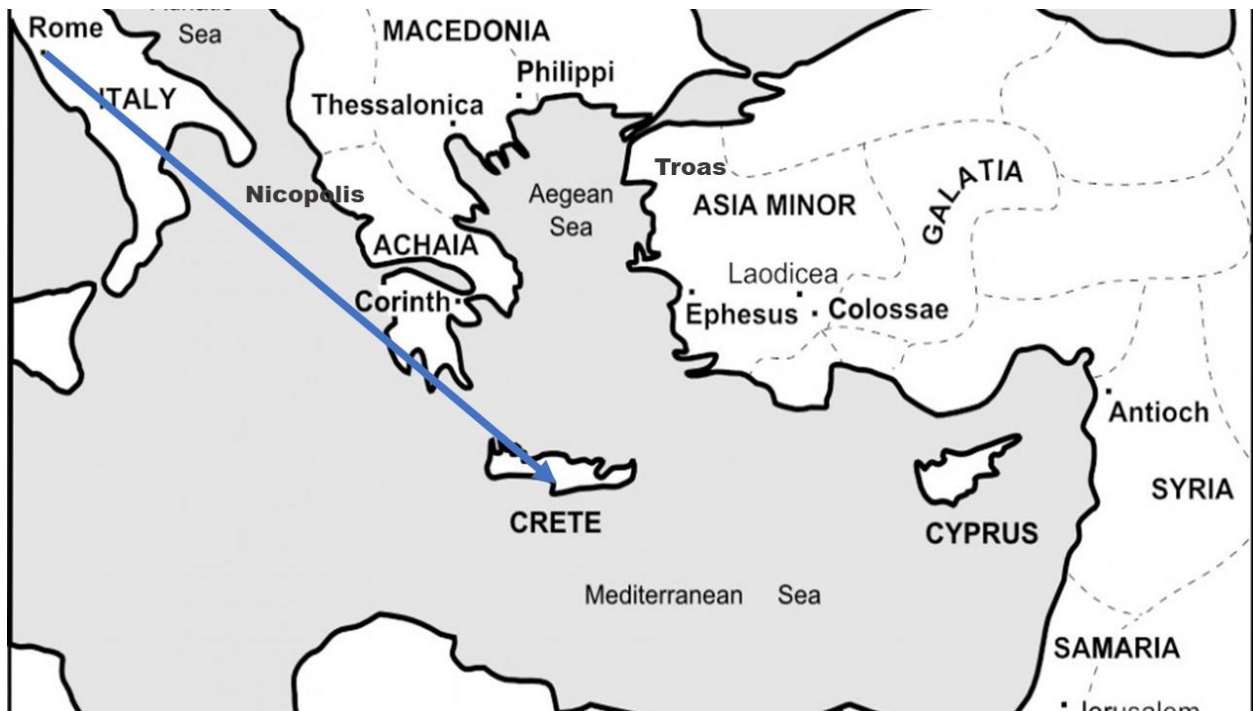 Rome
Sea
MACEDONIA
Philippi
ITALY
Thessalonica
Nicopolis
Troas
Aegean
Sea
ASIA MINOR
GALATIA
ACHAIA
Laodicea
Corinth
Ephesus
Colossae
Antioch
SYRIA
CRETE
CYPRUS
Mediterranean Sea
SAMARIA